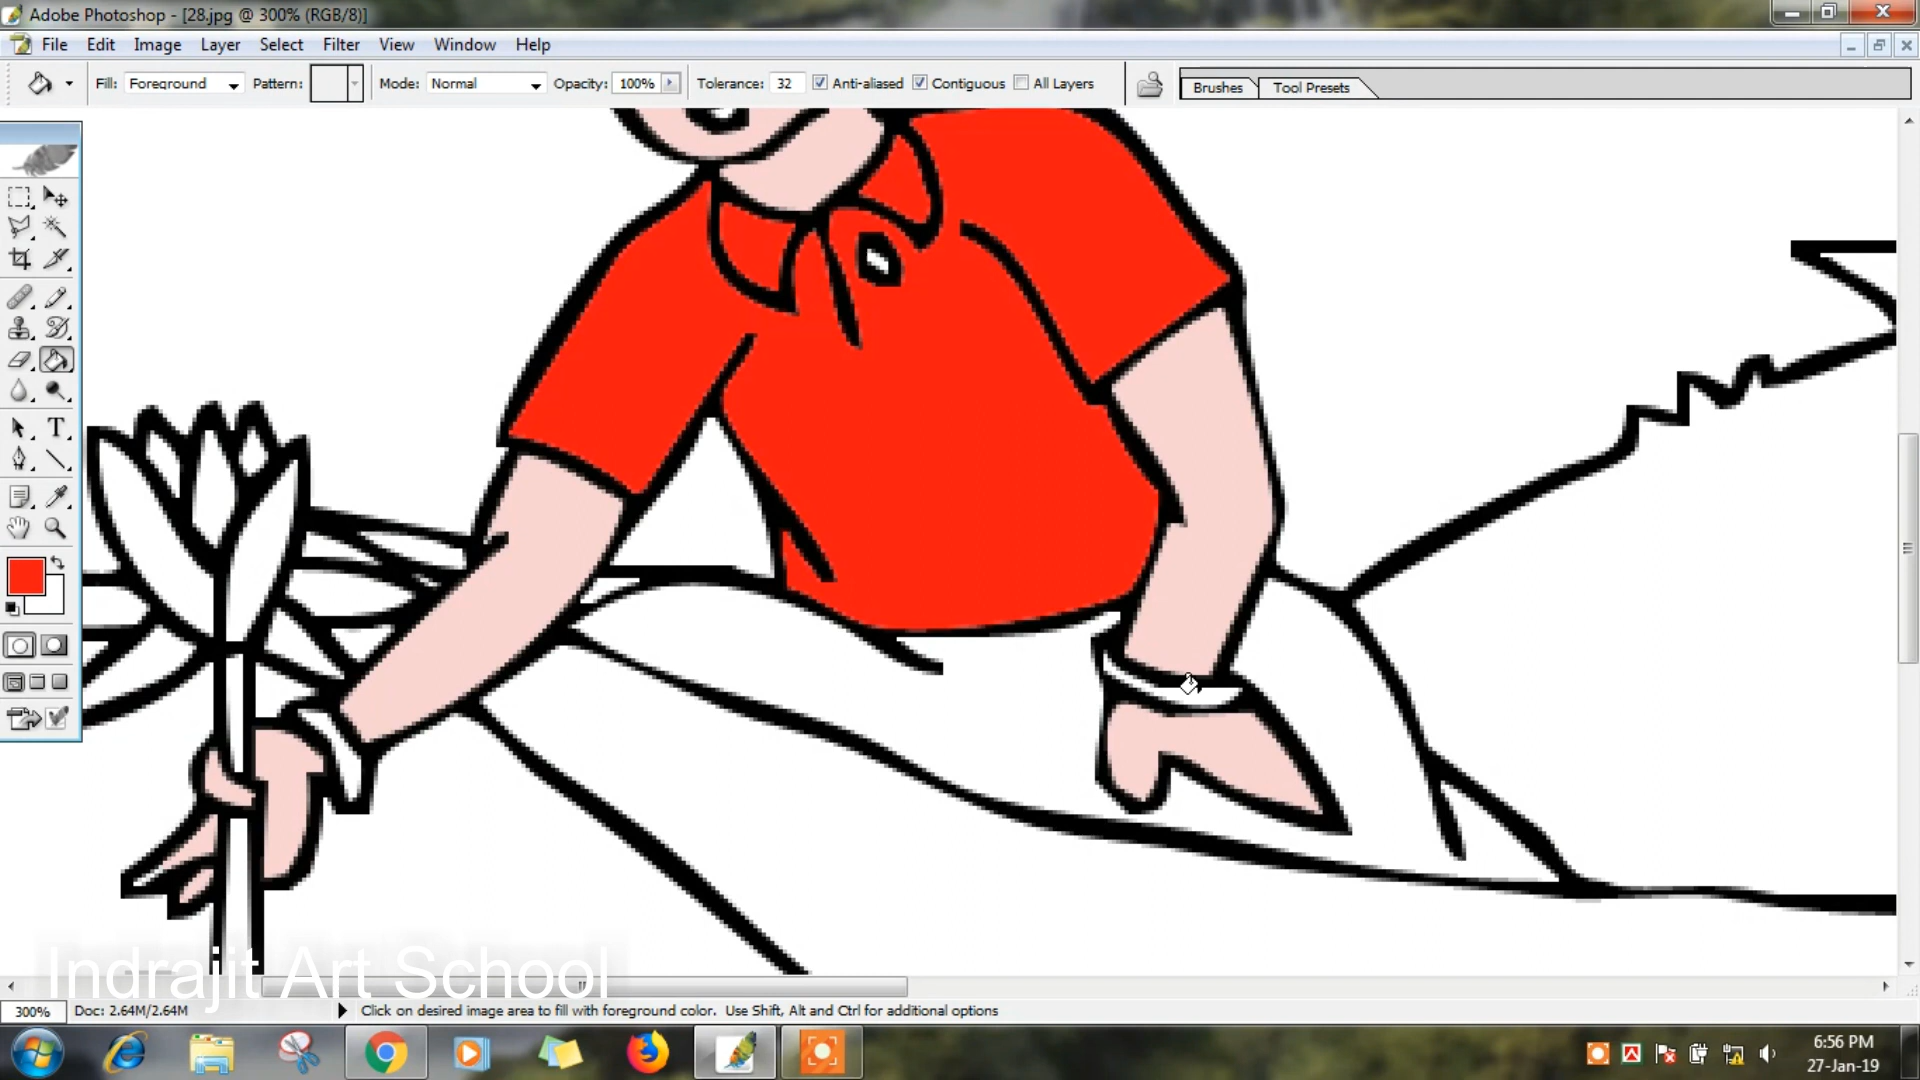 Adobe Photoshop - [28.jpg @ 300% (RGB/8)]
File Edit Image Layer Select Filter View Window Help
Fill: Foreground Pattern: Mode: Normal Opacity: 100% Tolerance: 32 Anti-aliased Contiguous All Layers Brushes Tool Presets
T
Indrajit Art School
300% Doc: 2.64M/2.64M Click on desired image area to fill with foreground color. Use Shift, Alt and Ctrl for additional options
6:56 PM
27-Jan-19